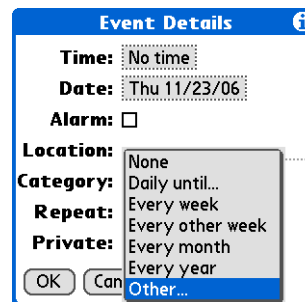 Event Details
Time: No time
Date: Thu 11/23/06
Alarm:
Location:
None
Category: Daily until...
Every week
Repeat: Every other week
Private: Every month
Every year
OK Can Other...